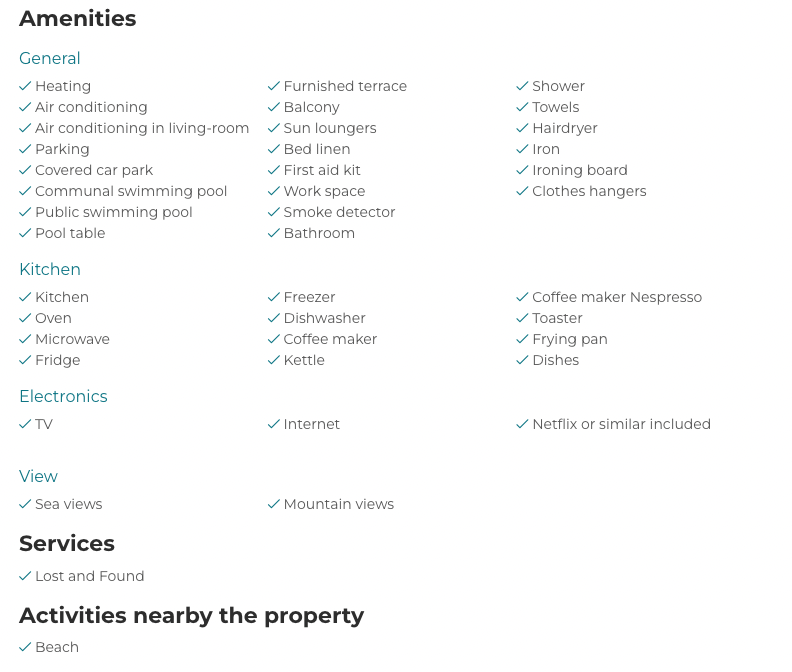 Amenities
General
Heating
Air conditioning
Air conditioning in living-room
Parking
Covered car park
Communal swimming pool
Public swimming pool
Pool table
Furnished terrace
Balcony
Sun loungers
Bed linen
First aid kit
Work space
Smoke detector
Bathroom
Shower
Towels
Hairdryer
Iron
Ironing board
Clothes hangers
Kitchen
Kitchen
Oven
Microwave
Fridge
Freezer
Dishwasher
Coffee maker
Kettle
Coffee maker Nespresso
Toaster
Frying pan
Dishes
Electronics
TV
Internet
Netflix or similar included
View
Sea views
Mountain views
Services
Lost and Found
Activities nearby the property
Beach